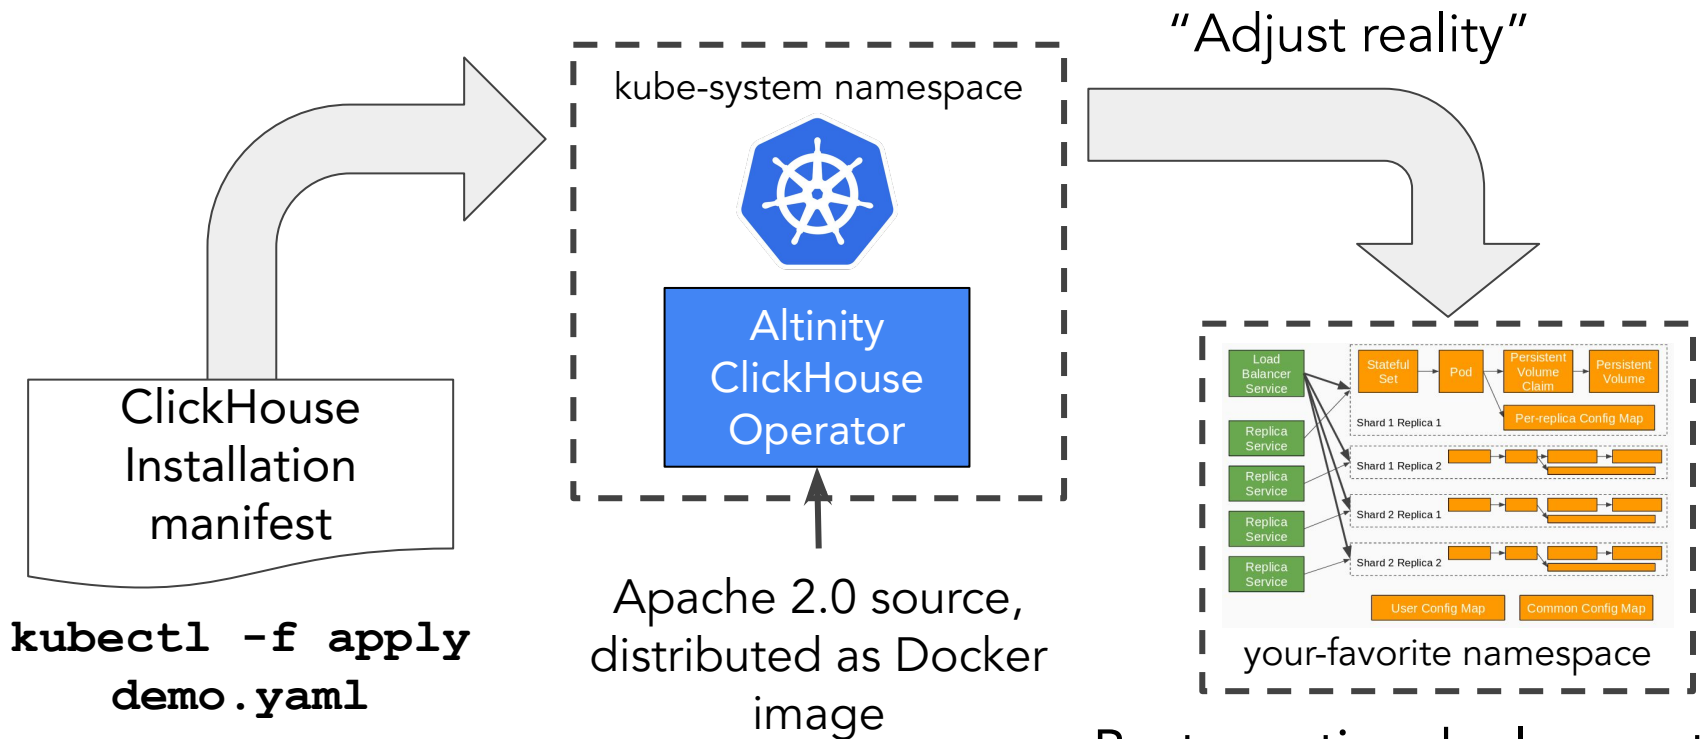 "Adjust reality"
kube-system namespace
Altinity
ClickHouse
Operator
ClickHouse
Installation
manifest
kubectl -f apply
demo.yaml
Apache 2.0 source,
distributed as Docker
image
Load
Balancer
Service
Replica
Service
Replica
Service
Replica
Service
Replica
Service
Stateful
Set
Pod
Persistent
Volume
Claim
Persistent
Volume
Per-replica Config Map
Shard 1 Replica 1
Shard 1 Replica 2
Shard 2 Replica 1
Shard 2 Replica 2
User Config Map
Common Config Map
your-favorite namespace